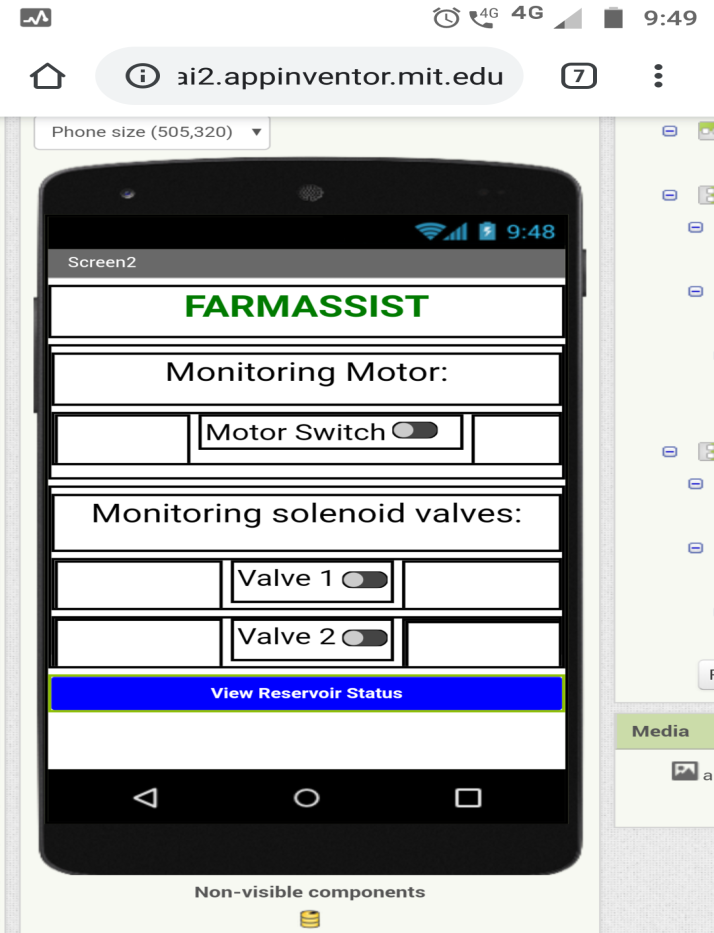 4G 4G 9:49
ai2.appinventor.mit.edu 7
Phone size (505,320)
9:48
Screen2
FARMASSIST
Monitoring Motor:
Motor Switch
Monitoring solenoid valves:
Valve 1
Valve 2
View Reservoir Status
Media
Non-visible components